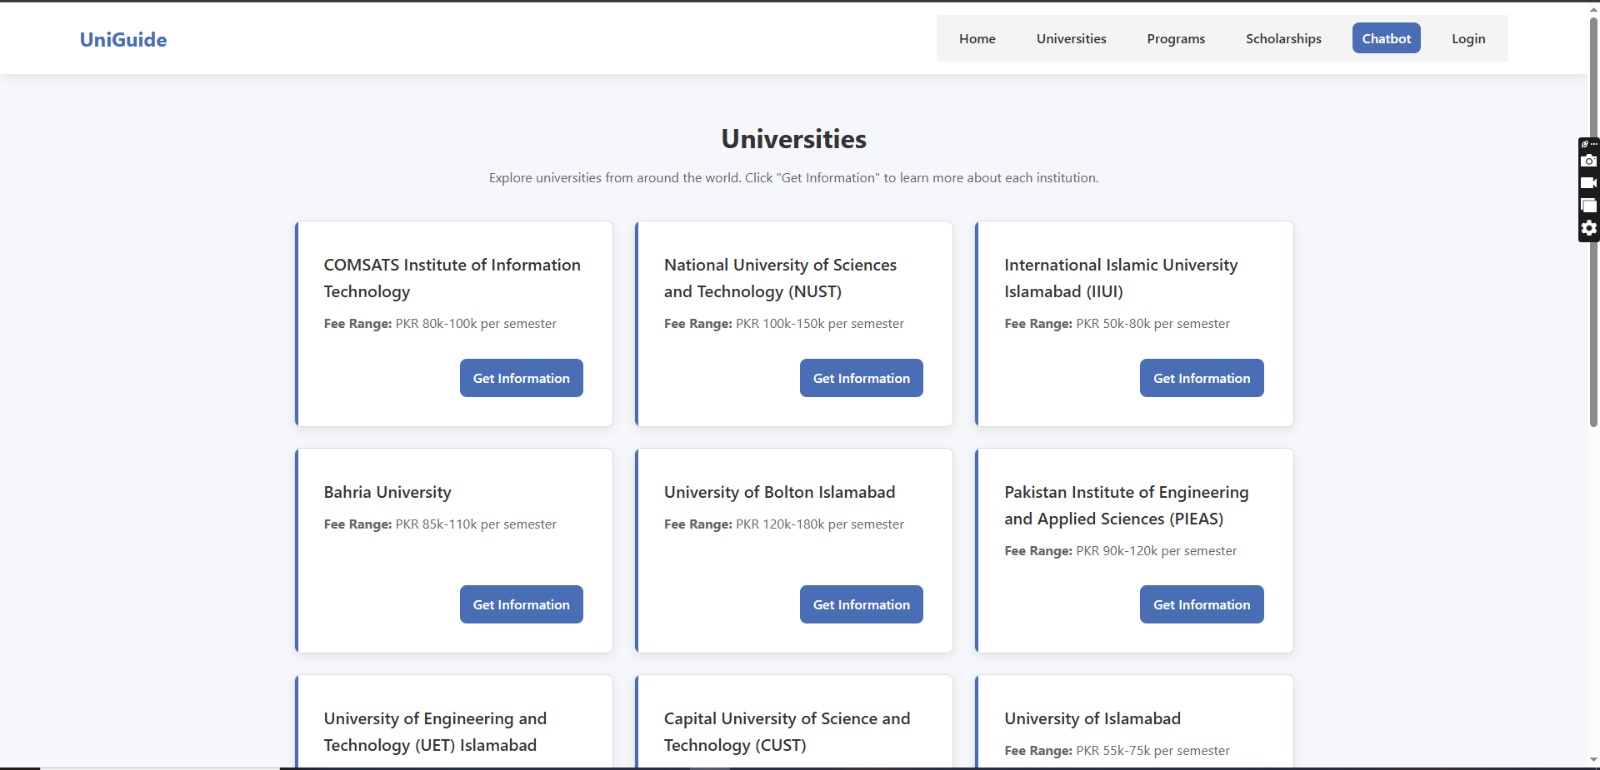 UniGuide
Home Universities Programs Scholarships Chatbot Login
Universities
Explore universities from around the world. Click "Get Information" to learn more about each institution.
COMSATS Institute of Information
Technology
Fee Range: PKR 80k-100k per semester
Get Information
National University of Sciences
and Technology (NUST)
Fee Range: PKR 100k-150k per semester
Get Information
International Islamic University
Islamabad (IIUI)
Fee Range: PKR 50k-80k per semester
Get Information
Bahria University
Fee Range: PKR 85k-110k per semester
Get Information
University of Bolton Islamabad
Fee Range: PKR 120k-180k per semester
Get Information
Pakistan Institute of Engineering
and Applied Sciences (PIEAS)
Fee Range: PKR 90k-120k per semester
Get Information
University of Engineering and
Technology (UET) Islamabad
Capital University of Science and
Technology (CUST)
University of Islamabad
Fee Range: PKR 55k-75k per semester